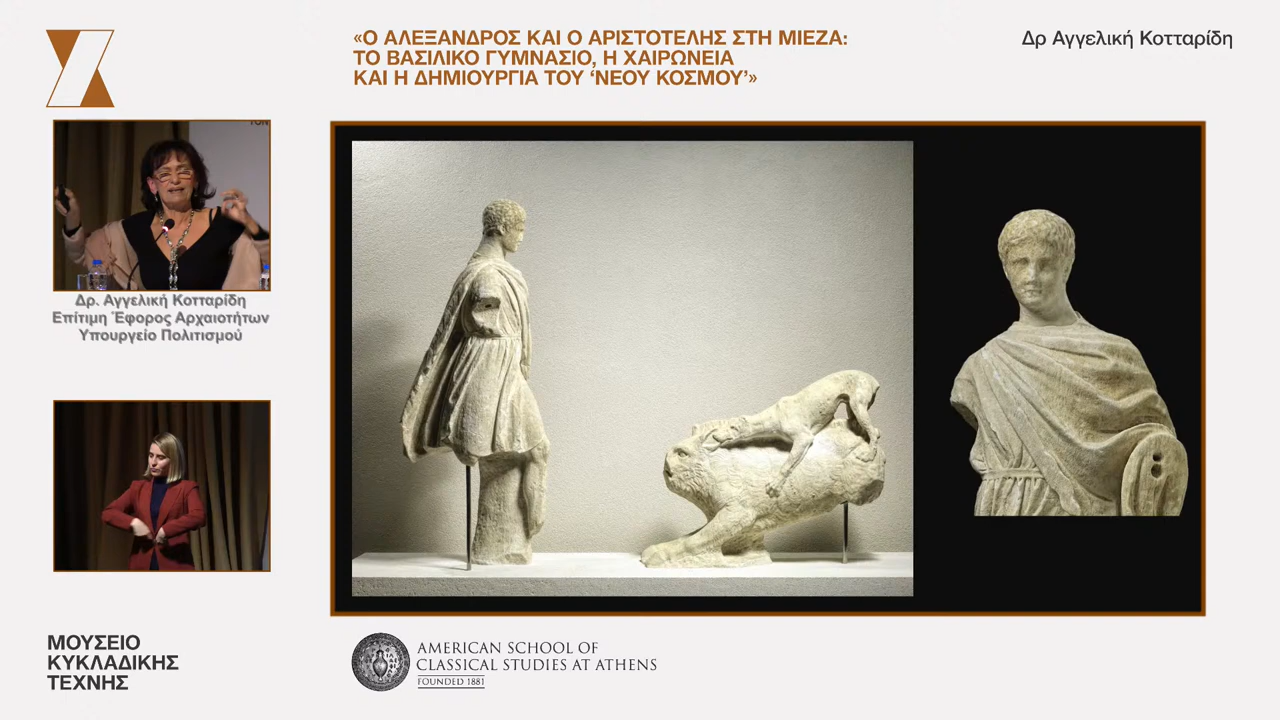 «Ο ΑΛΕΞΑΝΔΡΟΣ ΚΑΙ Ο ΑΡΙΣΤΟΤΕΛΗΣ ΣΤΗ ΜΙΕΖΑ:
ΤΟ ΒΑΣΙΛΙΚΟ ΓΥΜΝΑΣΙΟ, Η ΧΑΙΡΩΝΕΙΑ
ΚΑΙ Η ΔΗΜΙΟΥΡΓΙΑ ΤΟΥ ‘ΝΕΟΥ ΚΟΣΜΟΥ’»
Δρ Αγγελική Κοτταρίδη
Δρ. Αγγελική Κοτταρίδη
Επίτιμη Έφορος Αρχαιοτήτων
Υπουργείο Πολιτισμού
ΜΟΥΣΕΙΟ
ΚΥΚΛΑΔΙΚΗΣ
ΤΕΧΝΗΣ
AMERICAN SCHOOL OF
CLASSICAL STUDIES AT ATHENS
FOUNDED 1881